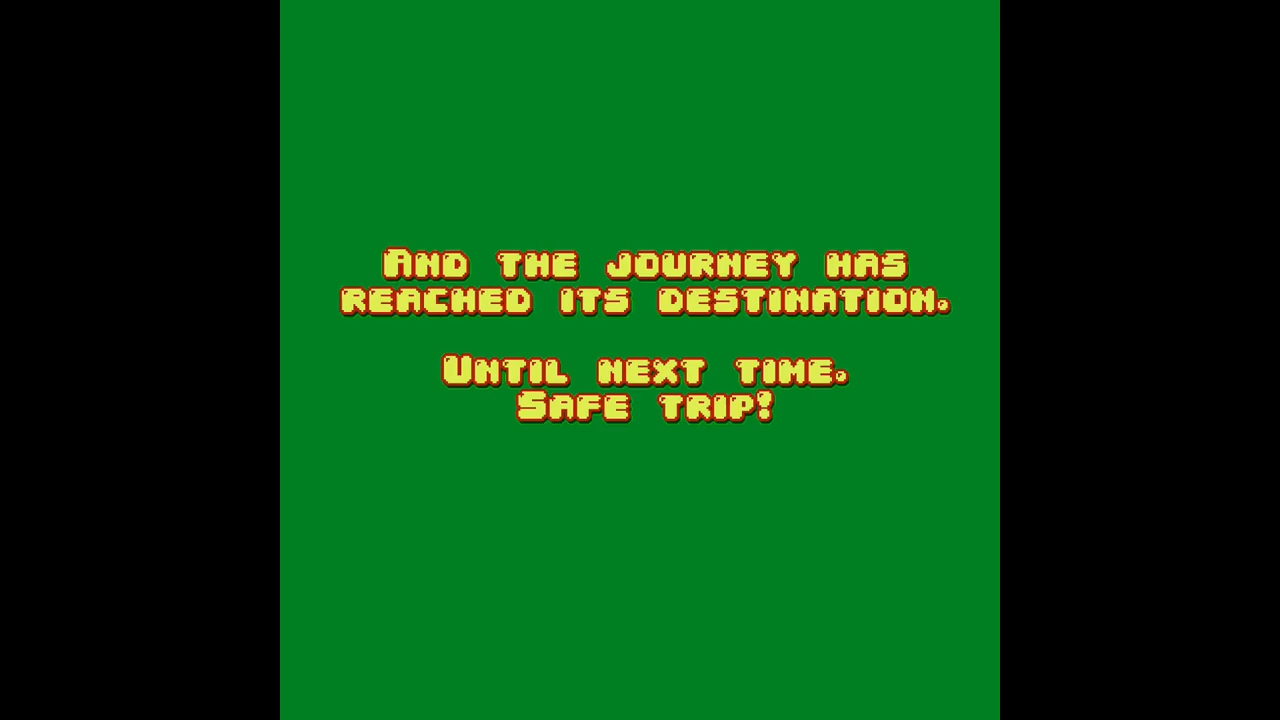 And the journey has
reached its destination.
Until next time.
Safe trip!